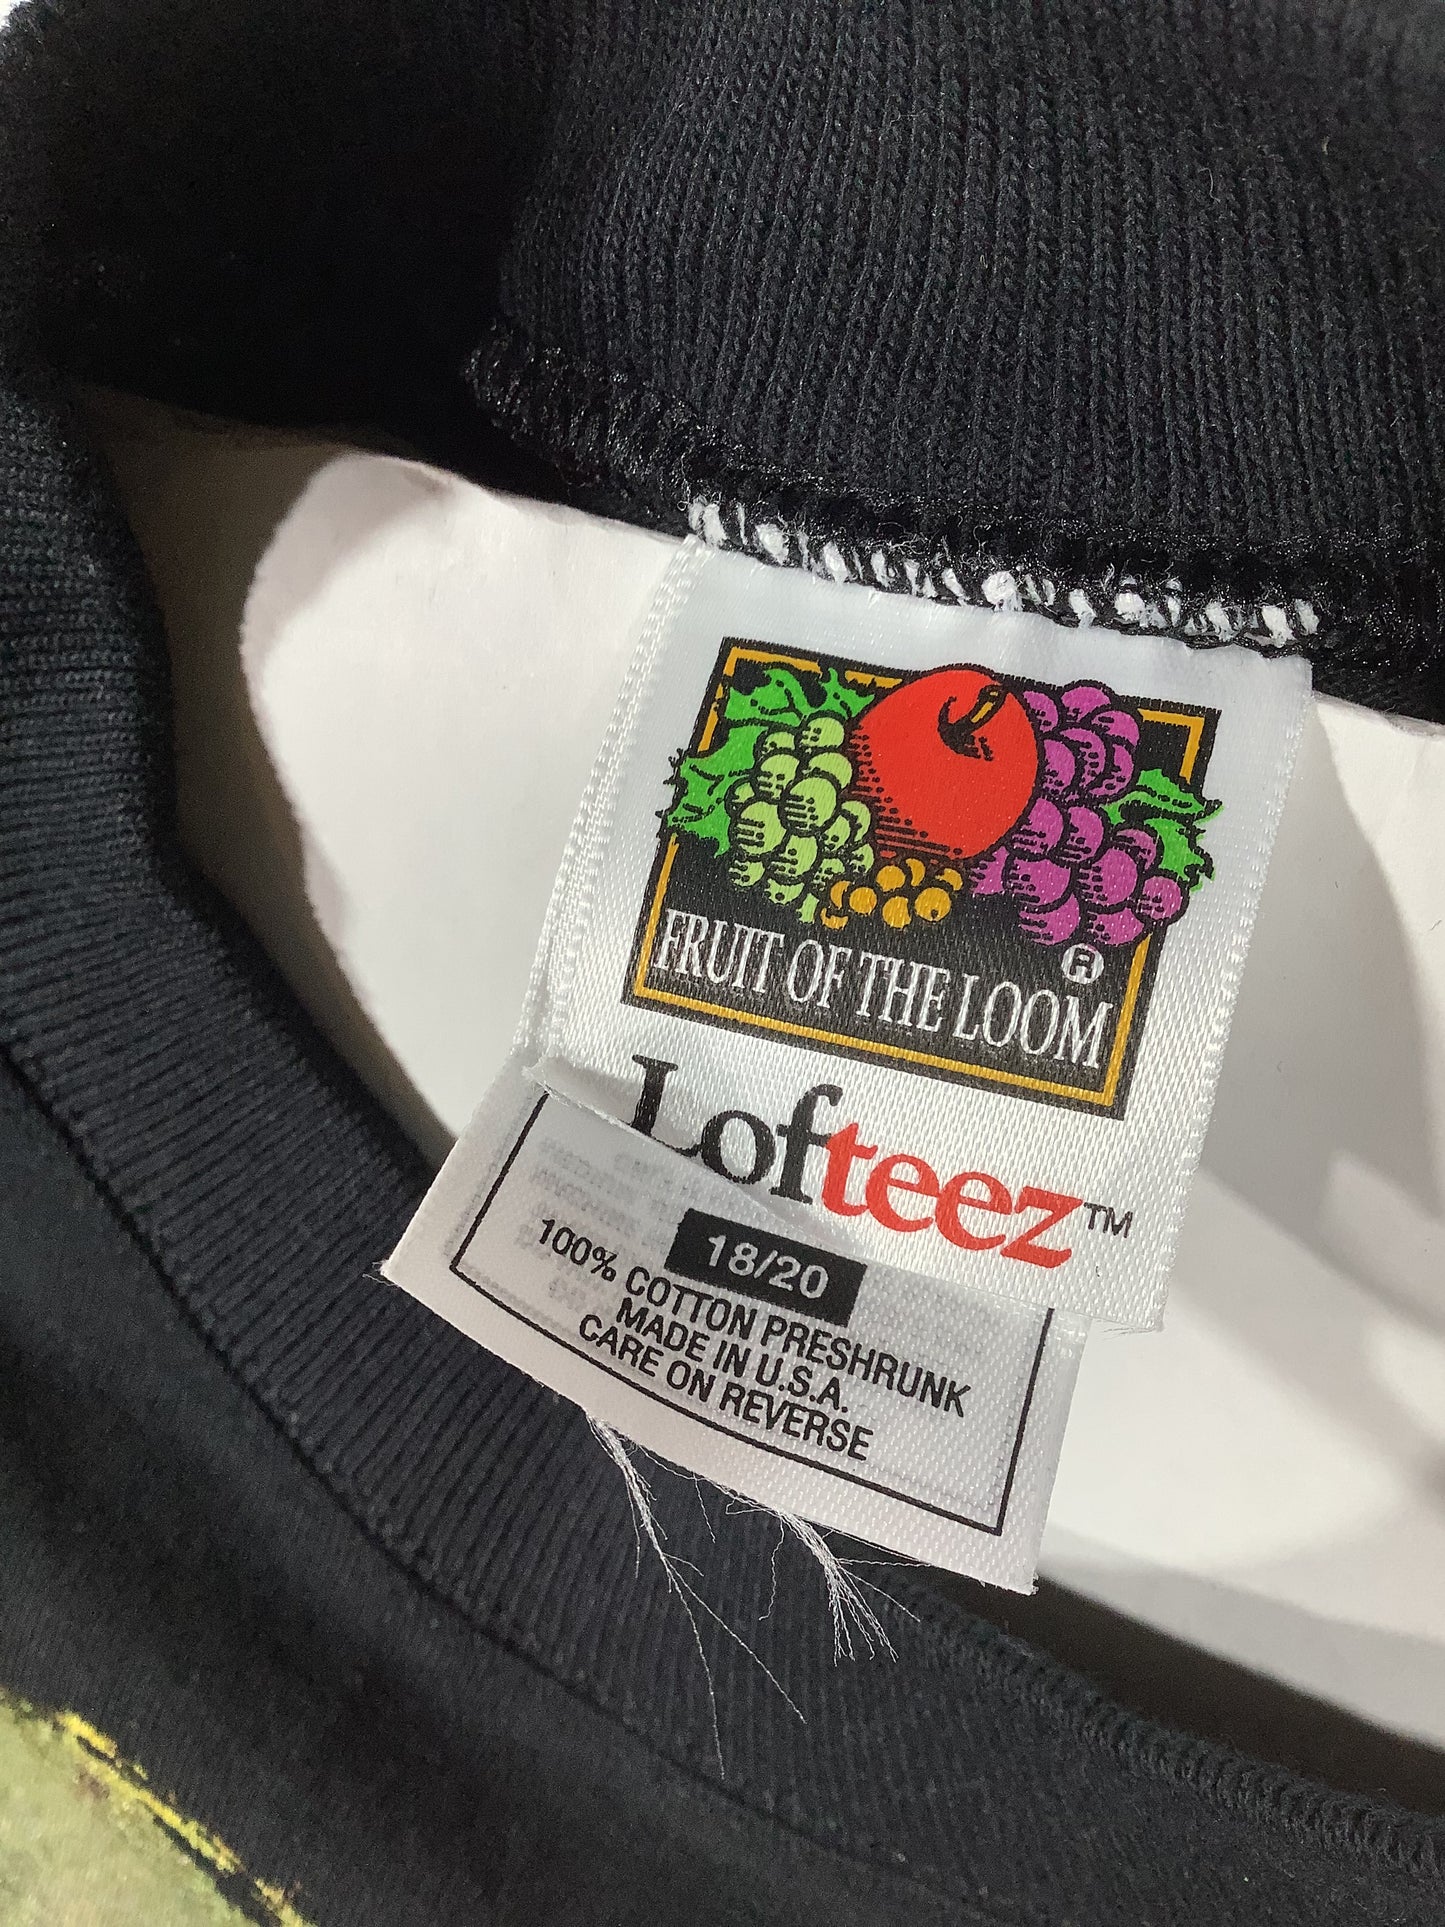 FRUIT OF THE LOOM ®
Lofteez™
18/20
100% COTTON PRESHRUNK
MADE IN U.S.A.
CARE ON REVERSE